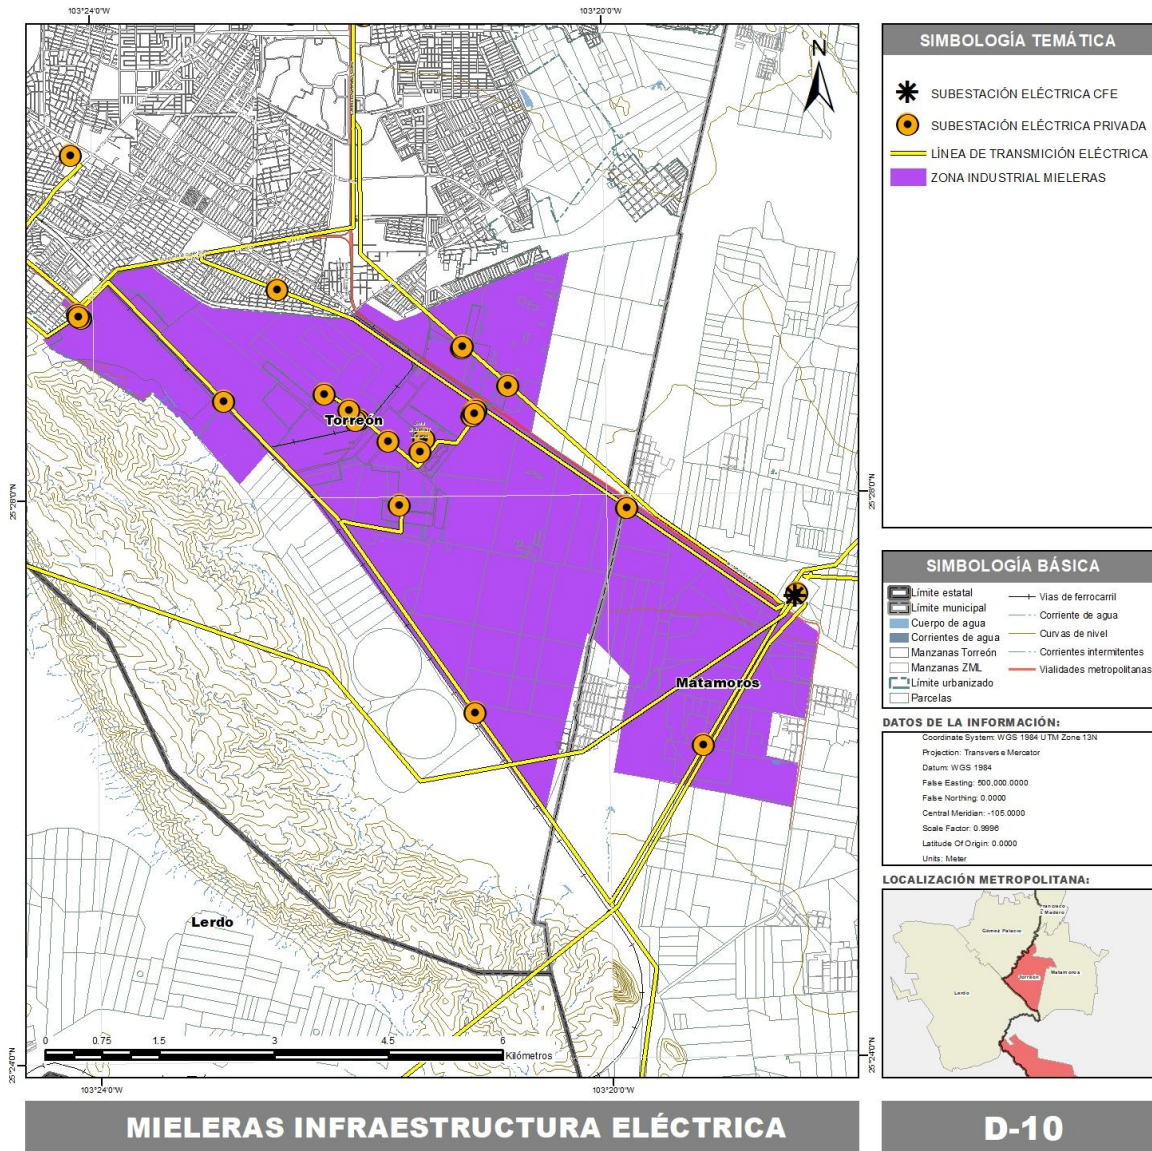 103°24'0"W
103°20'0"W
N
Torreón
Matamoros
Lerdo
25°28'0"N
25°28'0"N
25°24'0"N
25°24'0"N
0 0.75 1.5 3 4.5 6
Kilómetros
103°24'0"W
103°20'0"W
MIELERAS INFRAESTRUCTURA ELÉCTRICA
SIMBOLOGÍA TEMÁTICA
SUBESTACIÓN ELÉCTRICA CFE
SUBESTACIÓN ELÉCTRICA PRIVADA
LÍNEA DE TRANSMICIÓN ELÉCTRICA
ZONA INDUSTRIAL MIELERAS
SIMBOLOGÍA BÁSICA
Límite estatal
Límite municipal
Cuerpo de agua
Corrientes de agua
Manzanas Torreón
Manzanas ZML
Límite urbanizado
Parcelas
Vias de ferrocarril
Corriente de agua
Curvas de nivel
Corrientes intermitentes
Vialidades metropolitanas
DATOS DE LA INFORMACIÓN:
Coordinate System: WGS 1984 UTM Zone 13N
Projection: Transverse Mercator
Datum: WGS 1984
False Easting: 500,000.0000
False Northing: 0.0000
Central Meridian: -105.0000
Scale Factor: 0.9996
Latitude Of Origin: 0.0000
Units: Meter
LOCALIZACIÓN METROPOLITANA:
Francisco
I. Madero
Gómez Palacio
Torreón
Matamoros
Lerdo
D-10